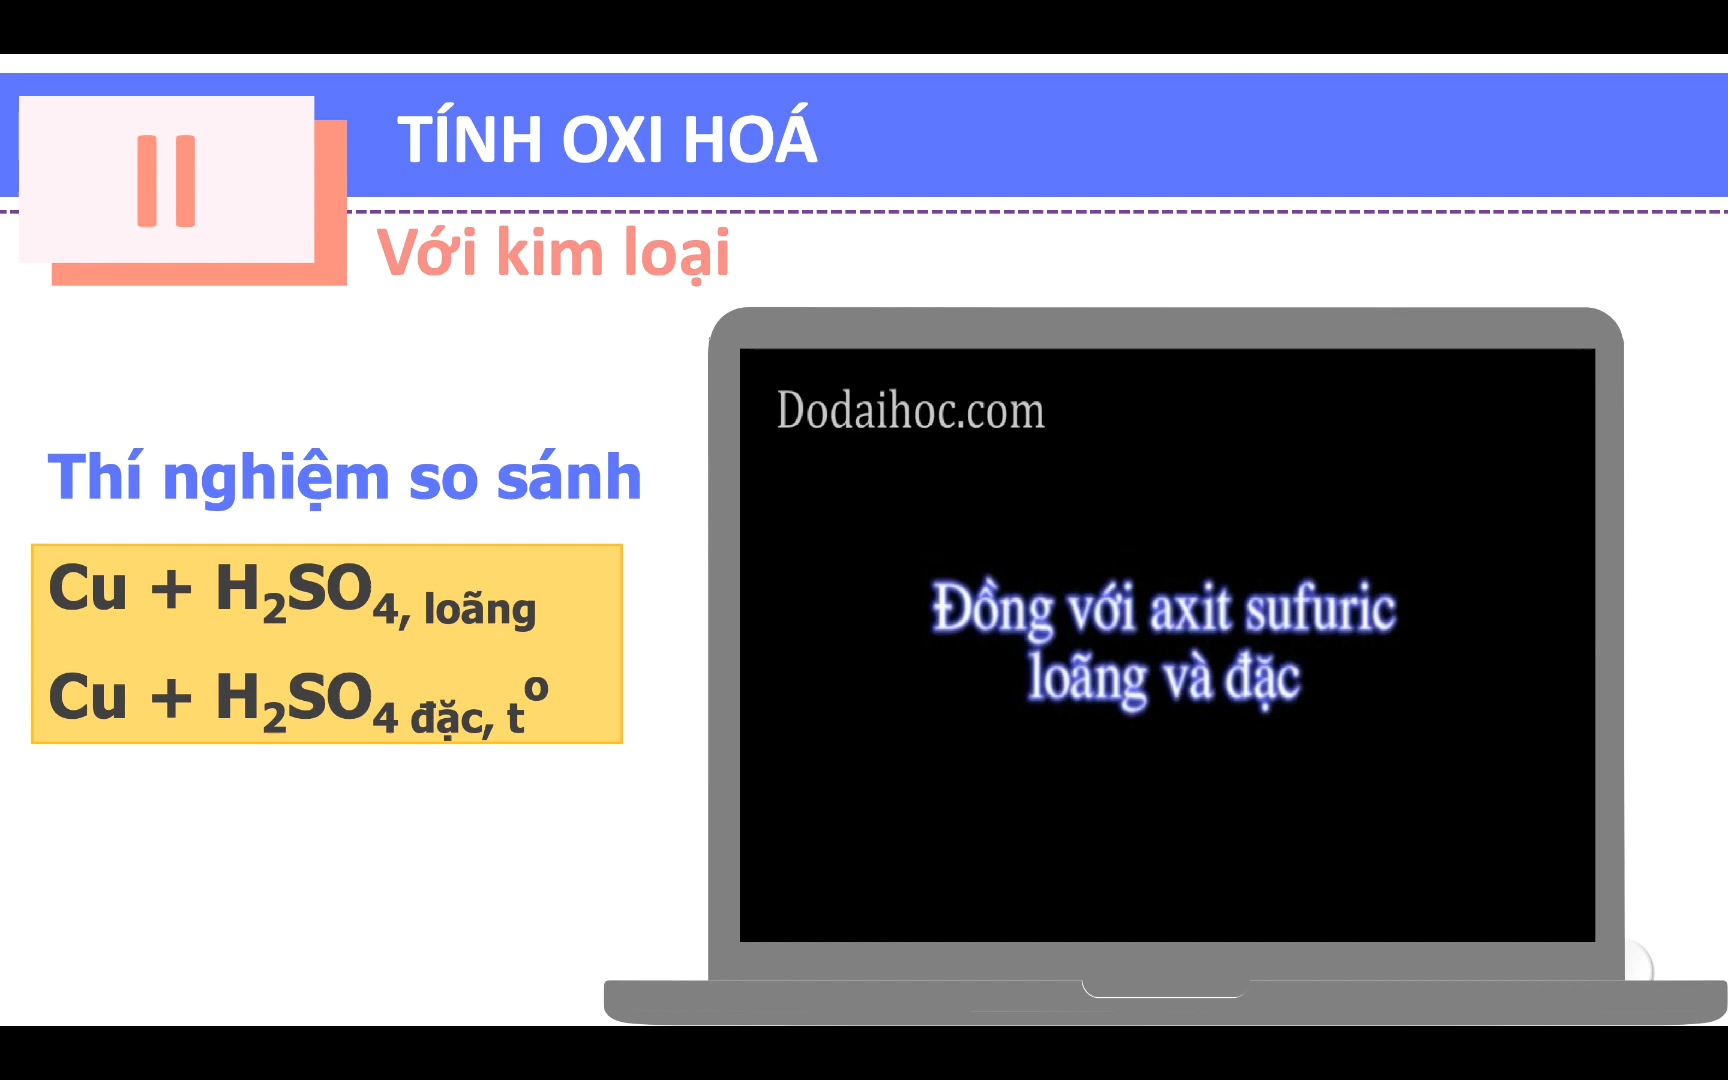 II
TÍNH OXI HOÁ
Với kim loại
Thí nghiệm so sánh
Cu + H₂SO₄, loãng
Cu + H₂SO₄ đặc, tº
Dodaihoc.com
Đồng với axit sufuric
loãng và đặc